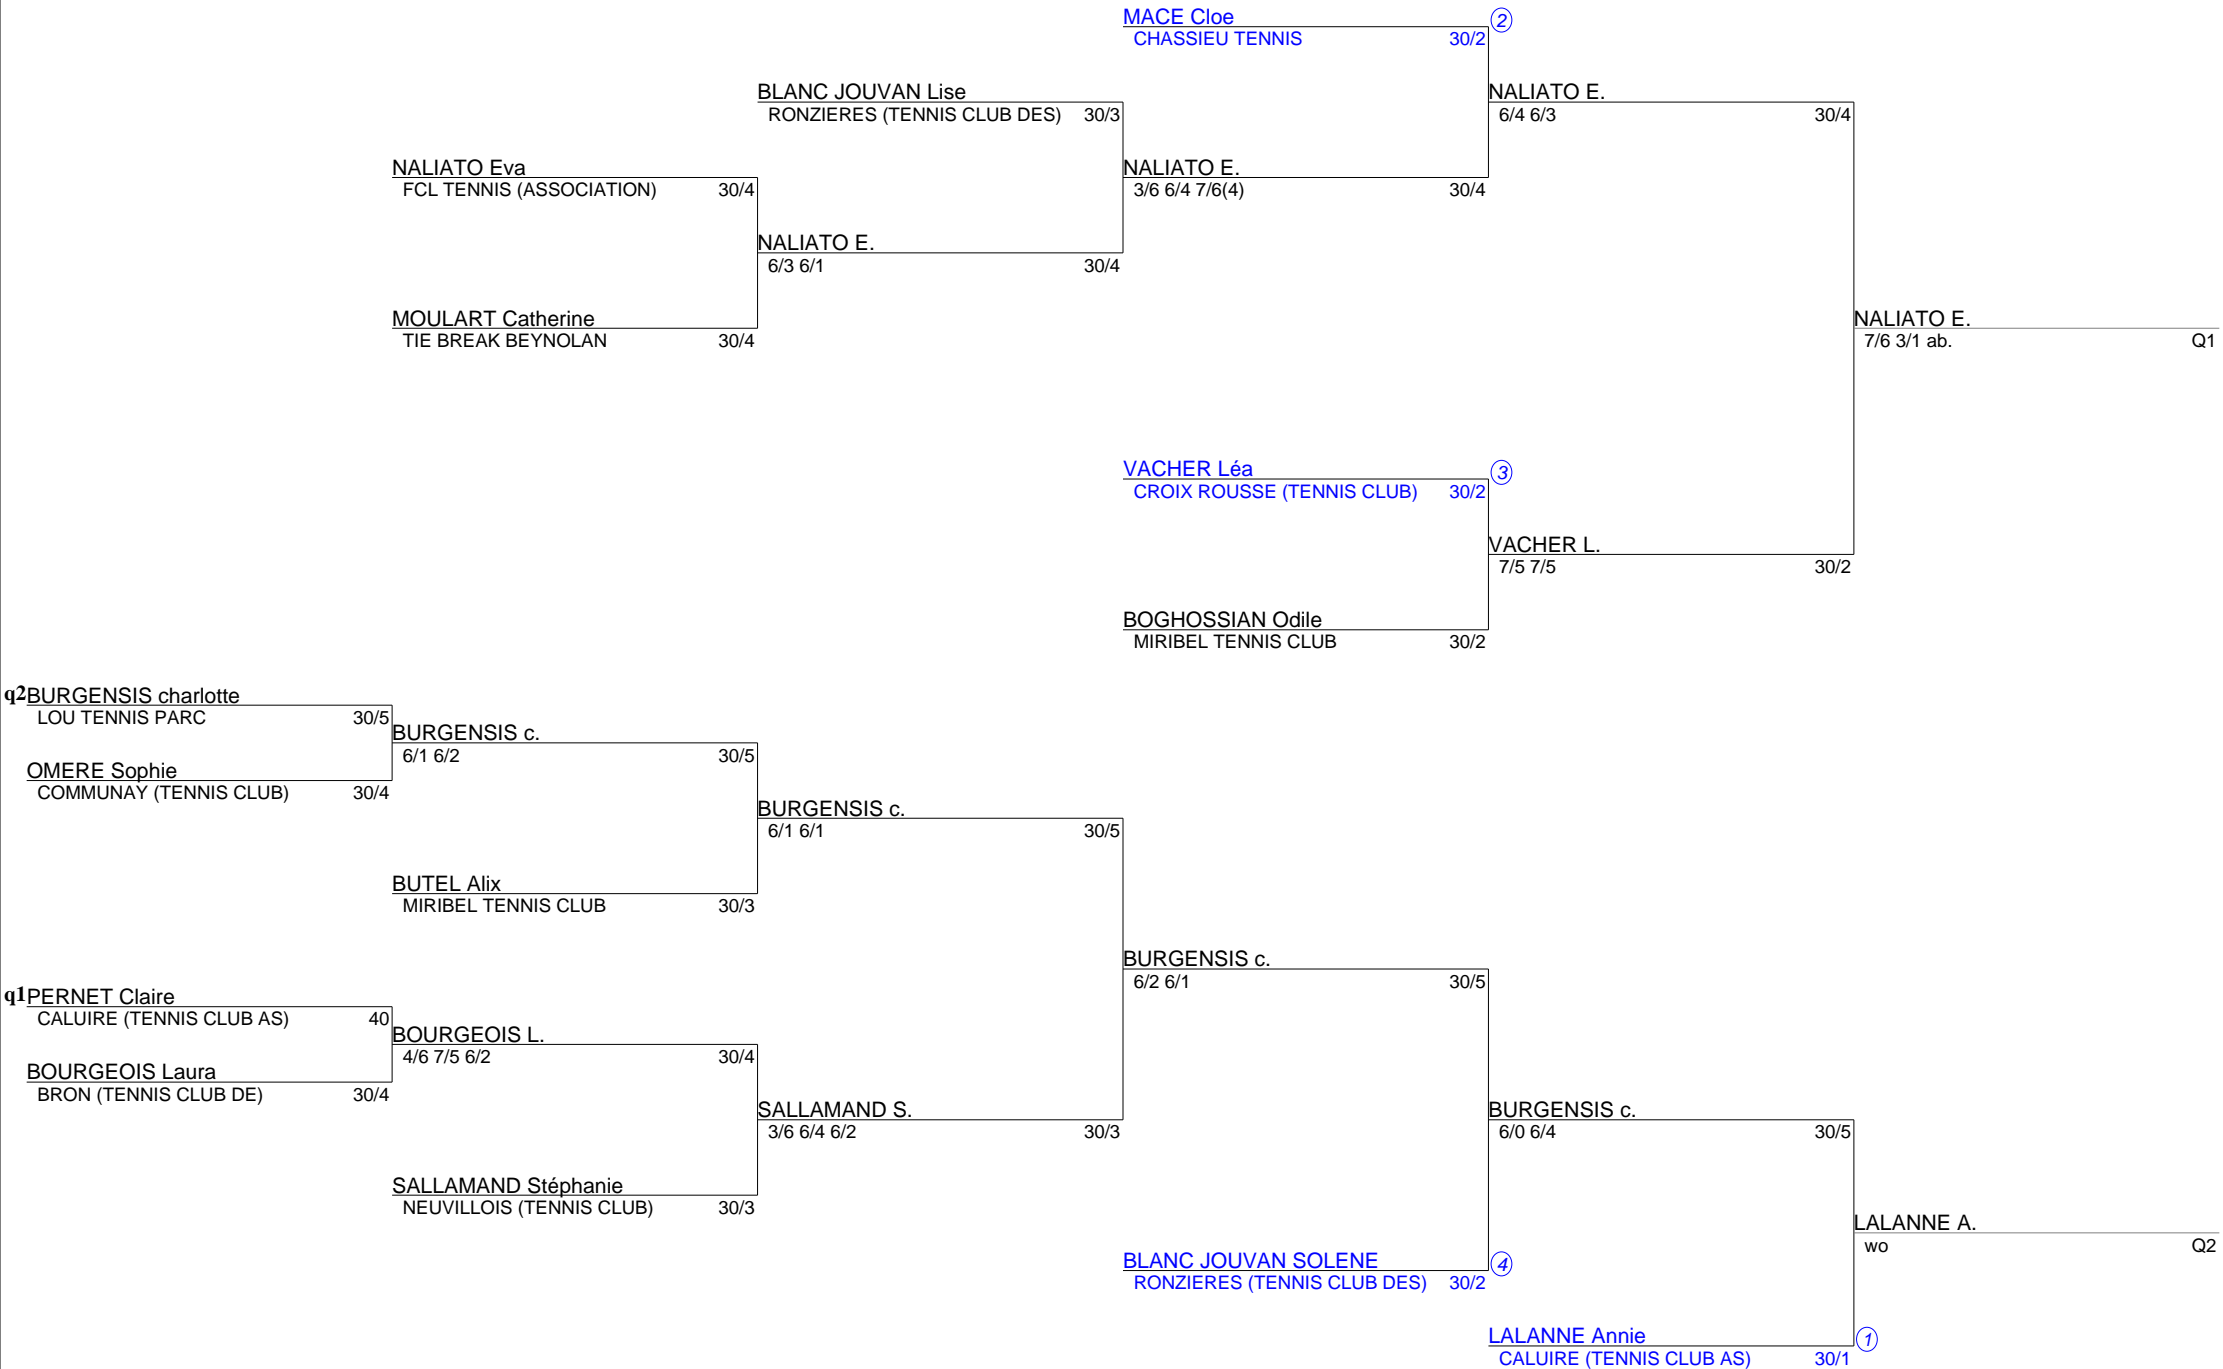 MACE Cloe
2
CHASSIEU TENNIS 30/2
BLANC JOUVAN Lise
RONZIERES (TENNIS CLUB DES) 30/3
NALIATO E.
6/4 6/3 30/4
NALIATO Eva
FCL TENNIS (ASSOCIATION) 30/4
NALIATO E.
3/6 6/4 7/6(4) 30/4
NALIATO E.
6/3 6/1 30/4
MOULART Catherine
TIE BREAK BEYNOLAN 30/4
NALIATO E.
7/6 3/1 ab. Q1
VACHER Léa
3
CROIX ROUSSE (TENNIS CLUB) 30/2
VACHER L.
7/5 7/5 30/2
BOGHOSSIAN Odile
MIRIBEL TENNIS CLUB 30/2
q2 BURGENSIS charlotte
LOU TENNIS PARC 30/5
BURGENSIS c.
6/1 6/2 30/5
OMERE Sophie
COMMUNAY (TENNIS CLUB) 30/4
BURGENSIS c.
6/1 6/1 30/5
BUTEL Alix
MIRIBEL TENNIS CLUB 30/3
BURGENSIS c.
6/2 6/1 30/5
q1 PERNET Claire
CALUIRE (TENNIS CLUB AS) 40
BOURGEOIS L.
4/6 7/5 6/2 30/4
BOURGEOIS Laura
BRON (TENNIS CLUB DE) 30/4
SALLAMAND S.
3/6 6/4 6/2 30/3
BURGENSIS c.
6/0 6/4 30/5
SALLAMAND Stéphanie
NEUVILLOIS (TENNIS CLUB) 30/3
LALANNE A.
wo Q2
BLANC JOUVAN SOLENE
4
RONZIERES (TENNIS CLUB DES) 30/2
LALANNE Annie
1
CALUIRE (TENNIS CLUB AS) 30/1